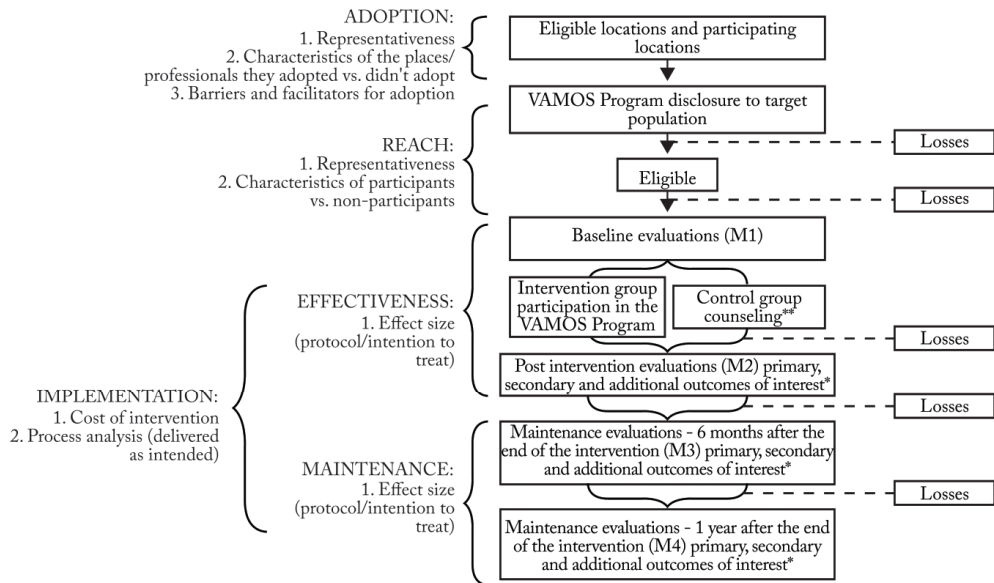 ADOPTION:
1. Representativeness
2. Characteristics of the places/
professionals they adopted vs. didn't adopt
3. Barriers and facilitators for adoption
Eligible locations and participating
locations
VAMOS Program disclosure to target
population
Losses
REACH:
1. Representativeness
2. Characteristics of participants
vs. non-participants
Eligible
Losses
Baseline evaluations (M1)
EFFECTIVENESS:
1. Effect size
(protocol/intention to
treat)
Intervention group
participation in the
VAMOS Program
Control group
counseling**
Losses
Post intervention evaluations (M2) primary,
secondary and additional outcomes of interest*
Losses
IMPLEMENTATION:
1. Cost of intervention
2. Process analysis (delivered
as intended)
MAINTENANCE:
1. Effect size
(protocol/intention to
treat)
Maintenance evaluations - 6 months after the
end of the intervention (M3) primary, secondary
and additional outcomes of interest*
Losses
Maintenance evaluations - 1 year after the end
of the intervention (M4) primary, secondary
and additional outcomes of interest*